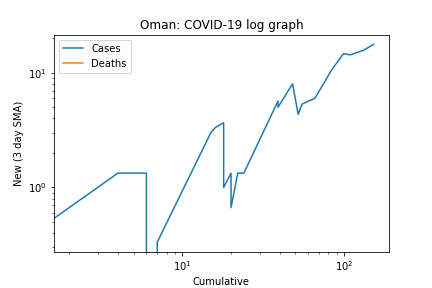 Oman: COVID-19 log graph
Cases
Deaths
New (3 day SMA)
10¹
10⁰
10¹
10²
Cumulative